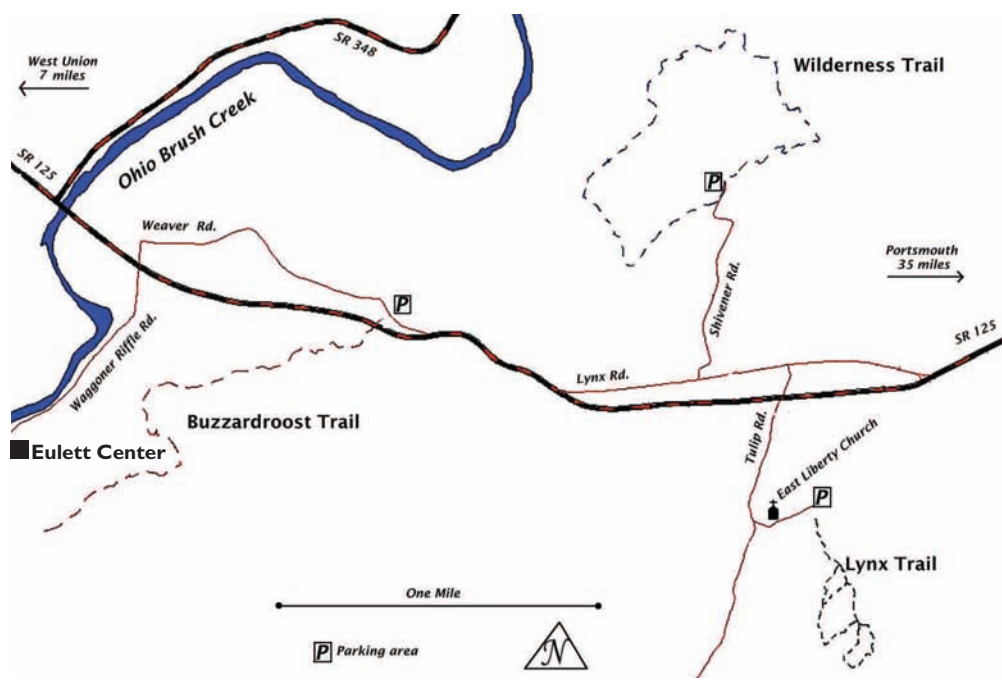 SR 348
West Union
7 miles
Wilderness Trail
Ohio Brush Creek
SR 125
P
Weaver Rd.
Portsmouth
35 miles
Shivener Rd.
P
Waggoner Riffle Rd.
SR 125
Lynx Rd.
Buzzardroost Trail
Tulip Rd.
Eulett Center
East Liberty Church
P
Lynx Trail
One Mile
P Parking area
N